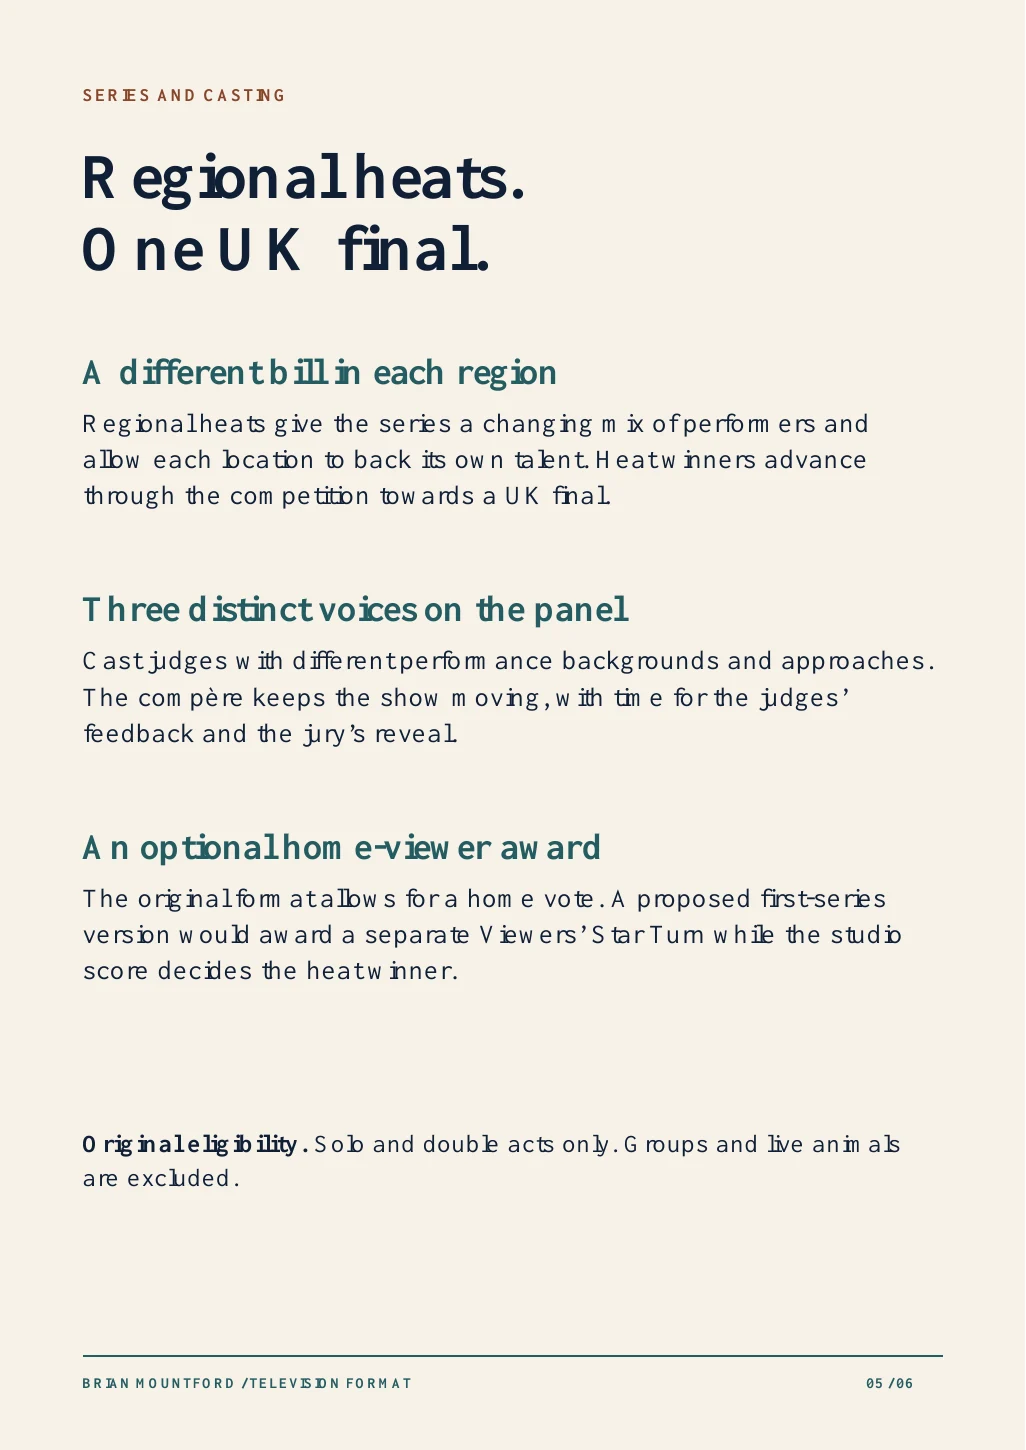 SERIES AND CASTING
Regional heats.
One UK final.
A different bill in each region
Regional heats give the series a changing mix of performers and
allow each location to back its own talent. Heat winners advance
through the competition towards a UK final.
Three distinct voices on the panel
Cast judges with different performance backgrounds and approaches.
The compère keeps the show moving, with time for the judges’
feedback and the jury’s reveal.
An optional home-viewer award
The original format allows for a home vote. A proposed first-series
version would award a separate Viewers’ Star Turn while the studio
score decides the heat winner.
Original eligibility. Solo and double acts only. Groups and live animals
are excluded.
BRIAN MOUNTFORD / TELEVISION FORMAT
05 / 06